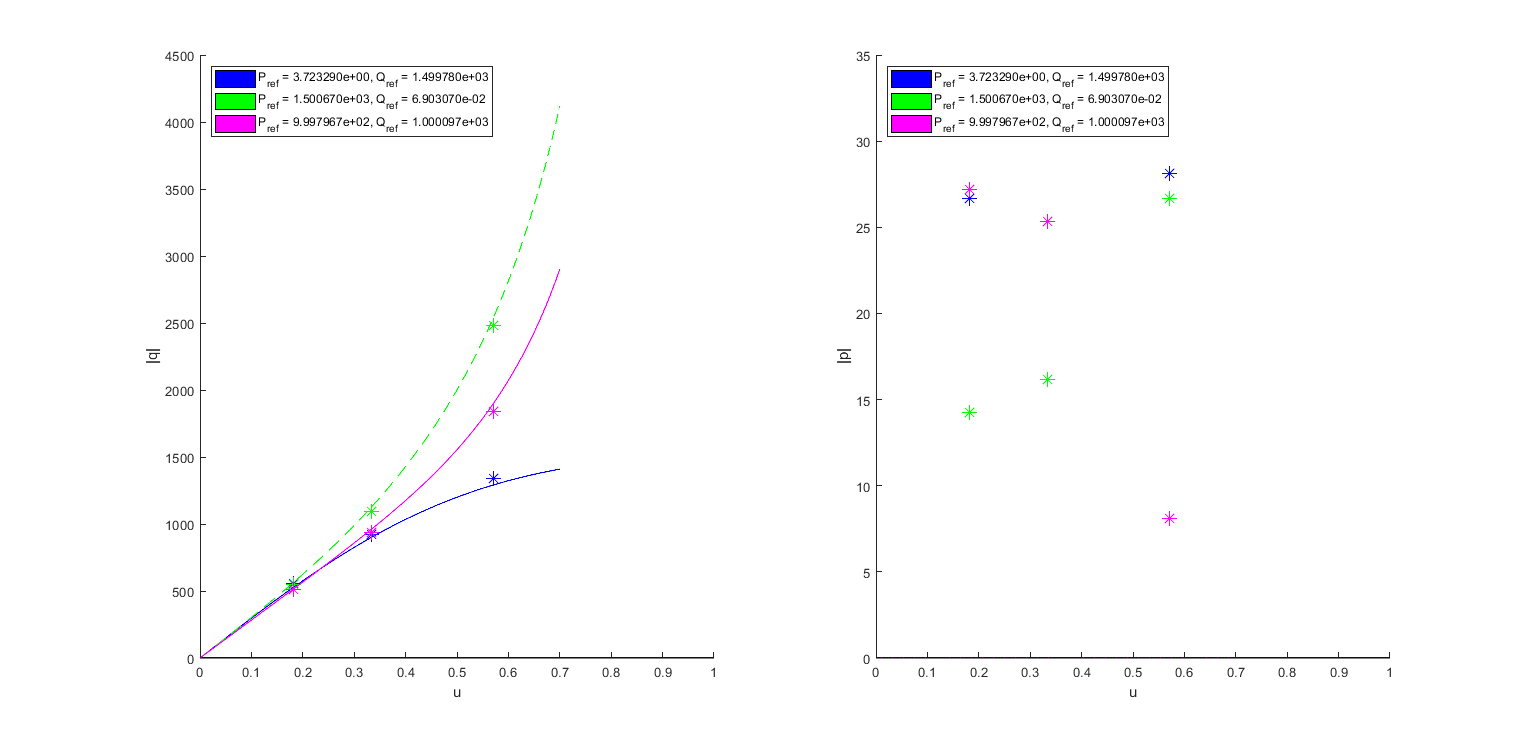 4500
4000
3500
3000
2500
2000
1500
1000
500
0
|q|
P_ref = 3.723290e+00, Q_ref = 1.499780e+03
P_ref = 1.500670e+03, Q_ref = 6.903070e-02
P_ref = 9.997967e+02, Q_ref = 1.000097e+03
0 0.1 0.2 0.3 0.4 0.5 0.6 0.7 0.8 0.9 1
u
35
30
25
20
15
10
5
0
|p|
P_ref = 3.723290e+00, Q_ref = 1.499780e+03
P_ref = 1.500670e+03, Q_ref = 6.903070e-02
P_ref = 9.997967e+02, Q_ref = 1.000097e+03
0 0.1 0.2 0.3 0.4 0.5 0.6 0.7 0.8 0.9 1
u